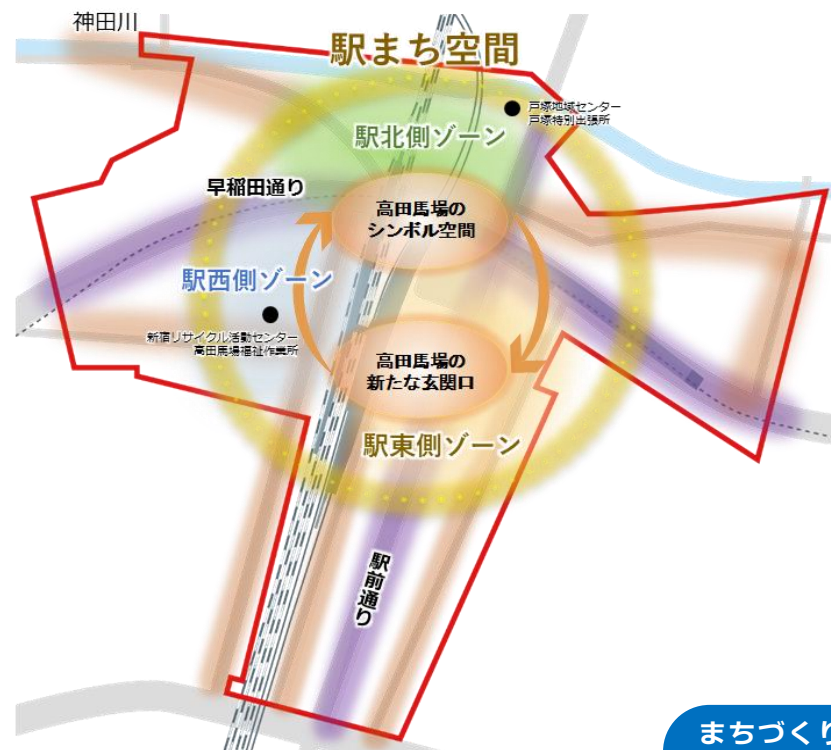 神田川
駅まち空間
戸塚地域センター
戸塚特別出張所
駅北側ゾーン
早稲田通り
高田馬場の
シンボル空間
駅西側ゾーン
新宿リサイクル活動センター
高田馬場福祉作業所
高田馬場の
新たな玄関口
駅東側ゾーン
駅前通り
まちづくり